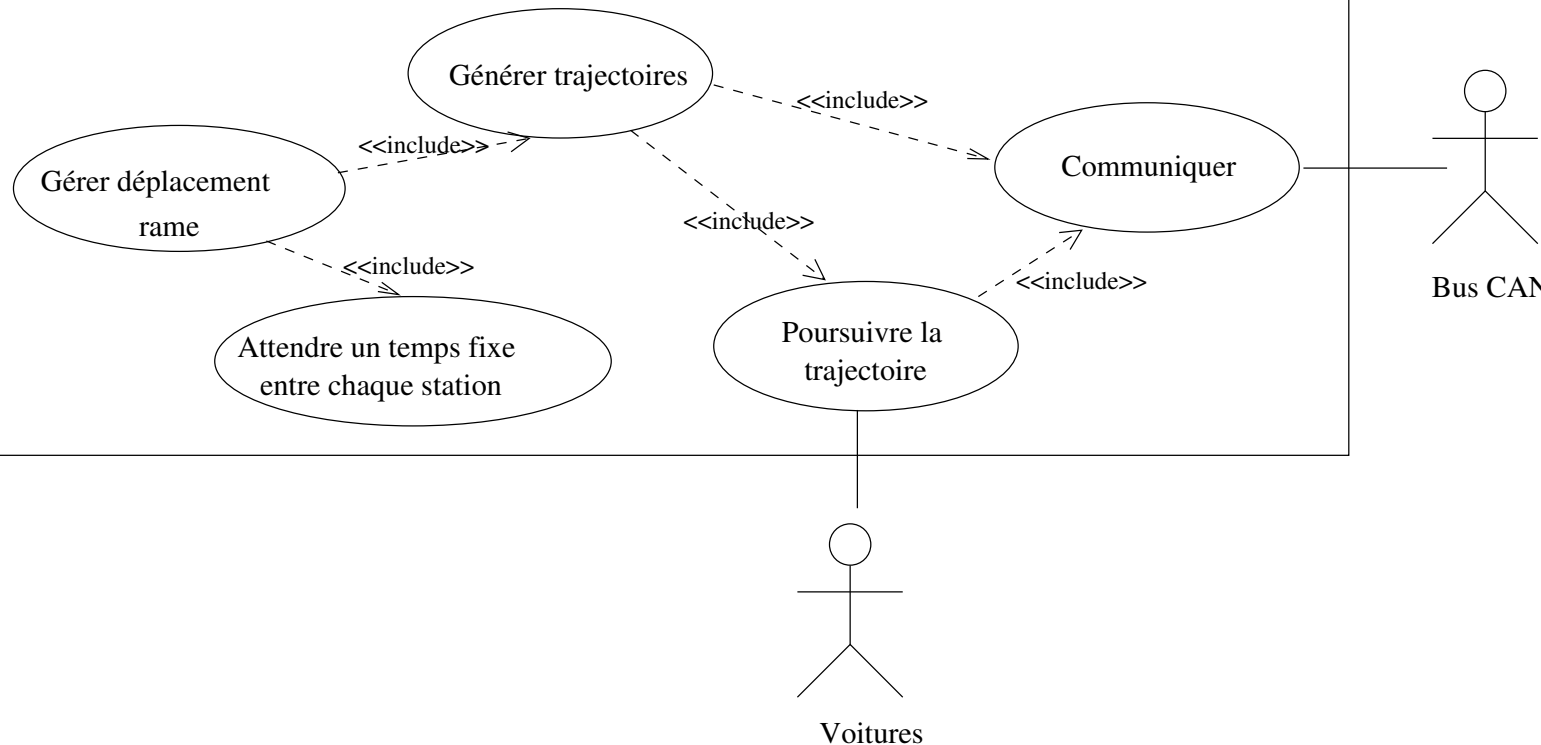 Générer trajectoires
<<include>>
<<include>>
Gérer déplacement
rame
Communiquer
<<include>>
<<include>>
<<include>>
Bus CAN
Attendre un temps fixe
entre chaque station
Poursuivre la
trajectoire
Voitures